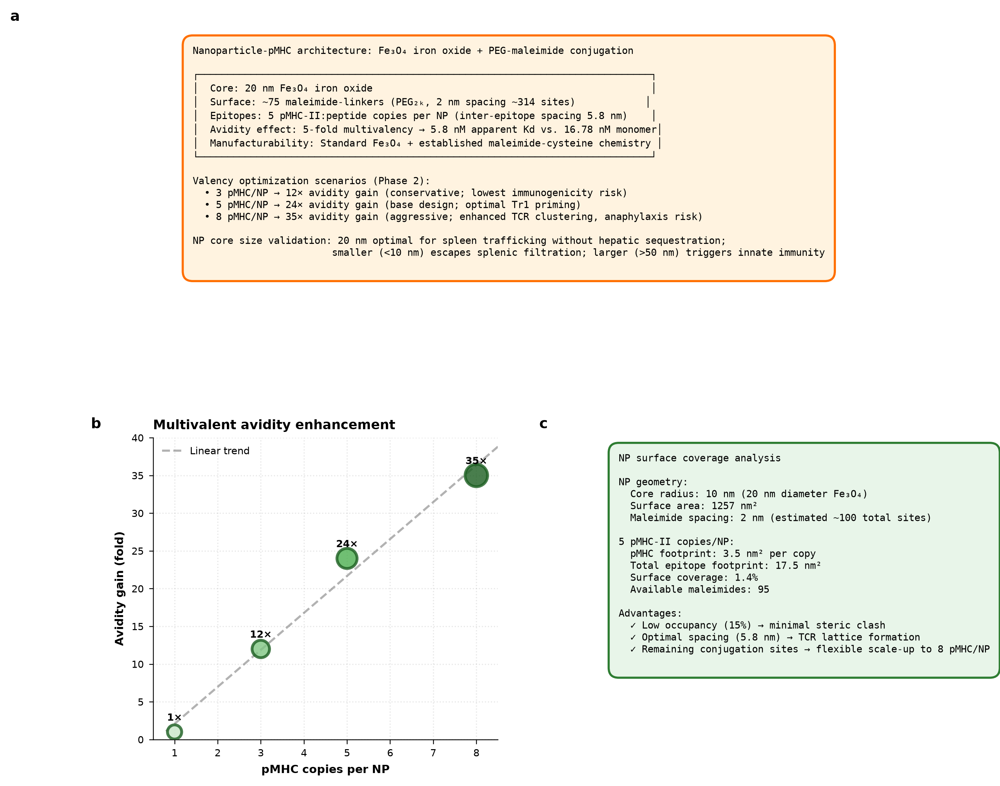 a
Nanoparticle-pMHC architecture: Fe₃O₄ iron oxide + PEG-maleimide conjugation
Core: 20 nm Fe₃O₄ iron oxide
Surface: ~75 maleimide-linkers (PEG₂ₖ, 2 nm spacing ~314 sites)
Epitopes: 5 pMHC-II:peptide copies per NP (inter-epitope spacing 5.8 nm)
Avidity effect: 5-fold multivalency → 5.8 nM apparent Kd vs. 16.78 nM monomer
Manufacturability: Standard Fe₃O₄ + established maleimide-cysteine chemistry
Valency optimization scenarios (Phase 2):
• 3 pMHC/NP → 12× avidity gain (conservative; lowest immunogenicity risk)
• 5 pMHC/NP → 24× avidity gain (base design; optimal Tr1 priming)
• 8 pMHC/NP → 35× avidity gain (aggressive; enhanced TCR clustering, anaphylaxis risk)
NP core size validation: 20 nm optimal for spleen trafficking without hepatic sequestration;
smaller (<10 nm) escapes splenic filtration; larger (>50 nm) triggers innate immunity
b
Multivalent avidity enhancement
Linear trend
Avidity gain (fold)
40
35
30
25
20
15
10
5
0
1×
12×
24×
35×
1 2 3 4 5 6 7 8
pMHC copies per NP
c
NP surface coverage analysis
NP geometry:
Core radius: 10 nm (20 nm diameter Fe₃O₄)
Surface area: 1257 nm²
Maleimide spacing: 2 nm (estimated ~100 total sites)
5 pMHC-II copies/NP:
pMHC footprint: 3.5 nm² per copy
Total epitope footprint: 17.5 nm²
Surface coverage: 1.4%
Available maleimides: 95
Advantages:
✓ Low occupancy (15%) → minimal steric clash
✓ Optimal spacing (5.8 nm) → TCR lattice formation
✓ Remaining conjugation sites → flexible scale-up to 8 pMHC/NP